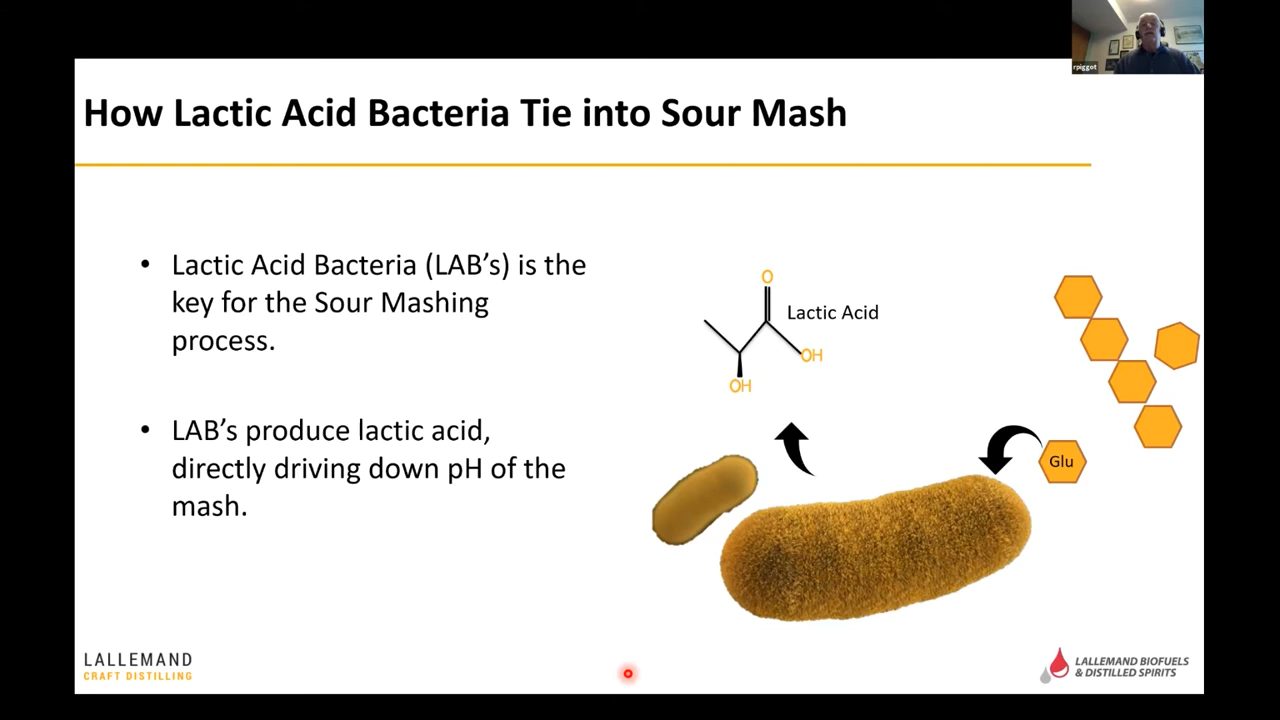 rpiggot
How Lactic Acid Bacteria Tie into Sour Mash
• Lactic Acid Bacteria (LAB’s) is the
key for the Sour Mashing
process.
• LAB’s produce lactic acid,
directly driving down pH of the
mash.
O
Lactic Acid
OH
OH
Glu
LALLEMAND
CRAFT DISTILLING
LALLEMAND BIOFUELS
& DISTILLED SPIRITS